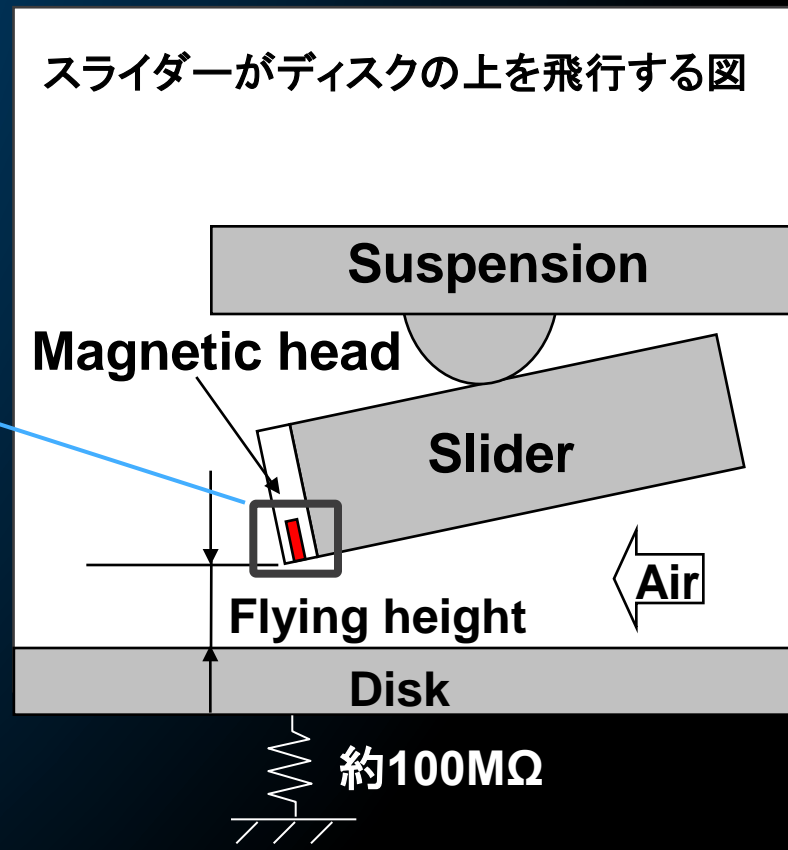 スライダーがディスクの上を飛行する図
Suspension
Magnetic head
Slider
Air
Flying height
Disk
約100MΩ